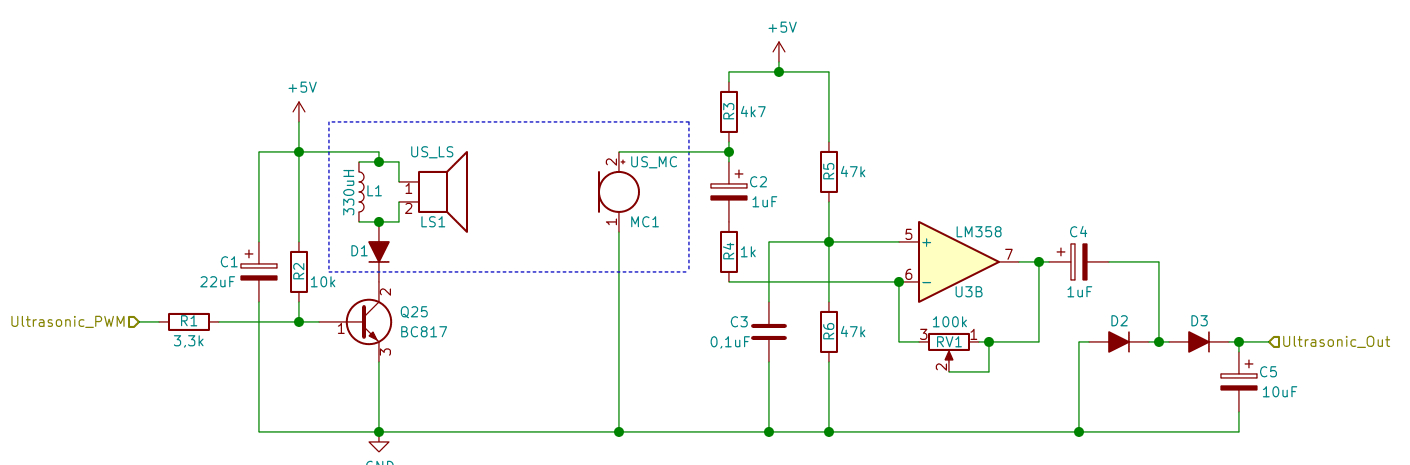 +5V
+5V
R3
4k7
US_LS
2
US_MC
330uH
L1
1
2
LS1
MC1
1
C2
1uF
R5
47k
D1
R4
1k
5
LM358
7
6
U3B
C4
1uF
C1
22uF
R2
10k
2
Ultrasonic_PWM
R1
3,3k
1
Q25
BC817
3
C3
0,1uF
R6
47k
100k
3
RV1
1
2
D2
D3
Ultrasonic_Out
C5
10uF
GND